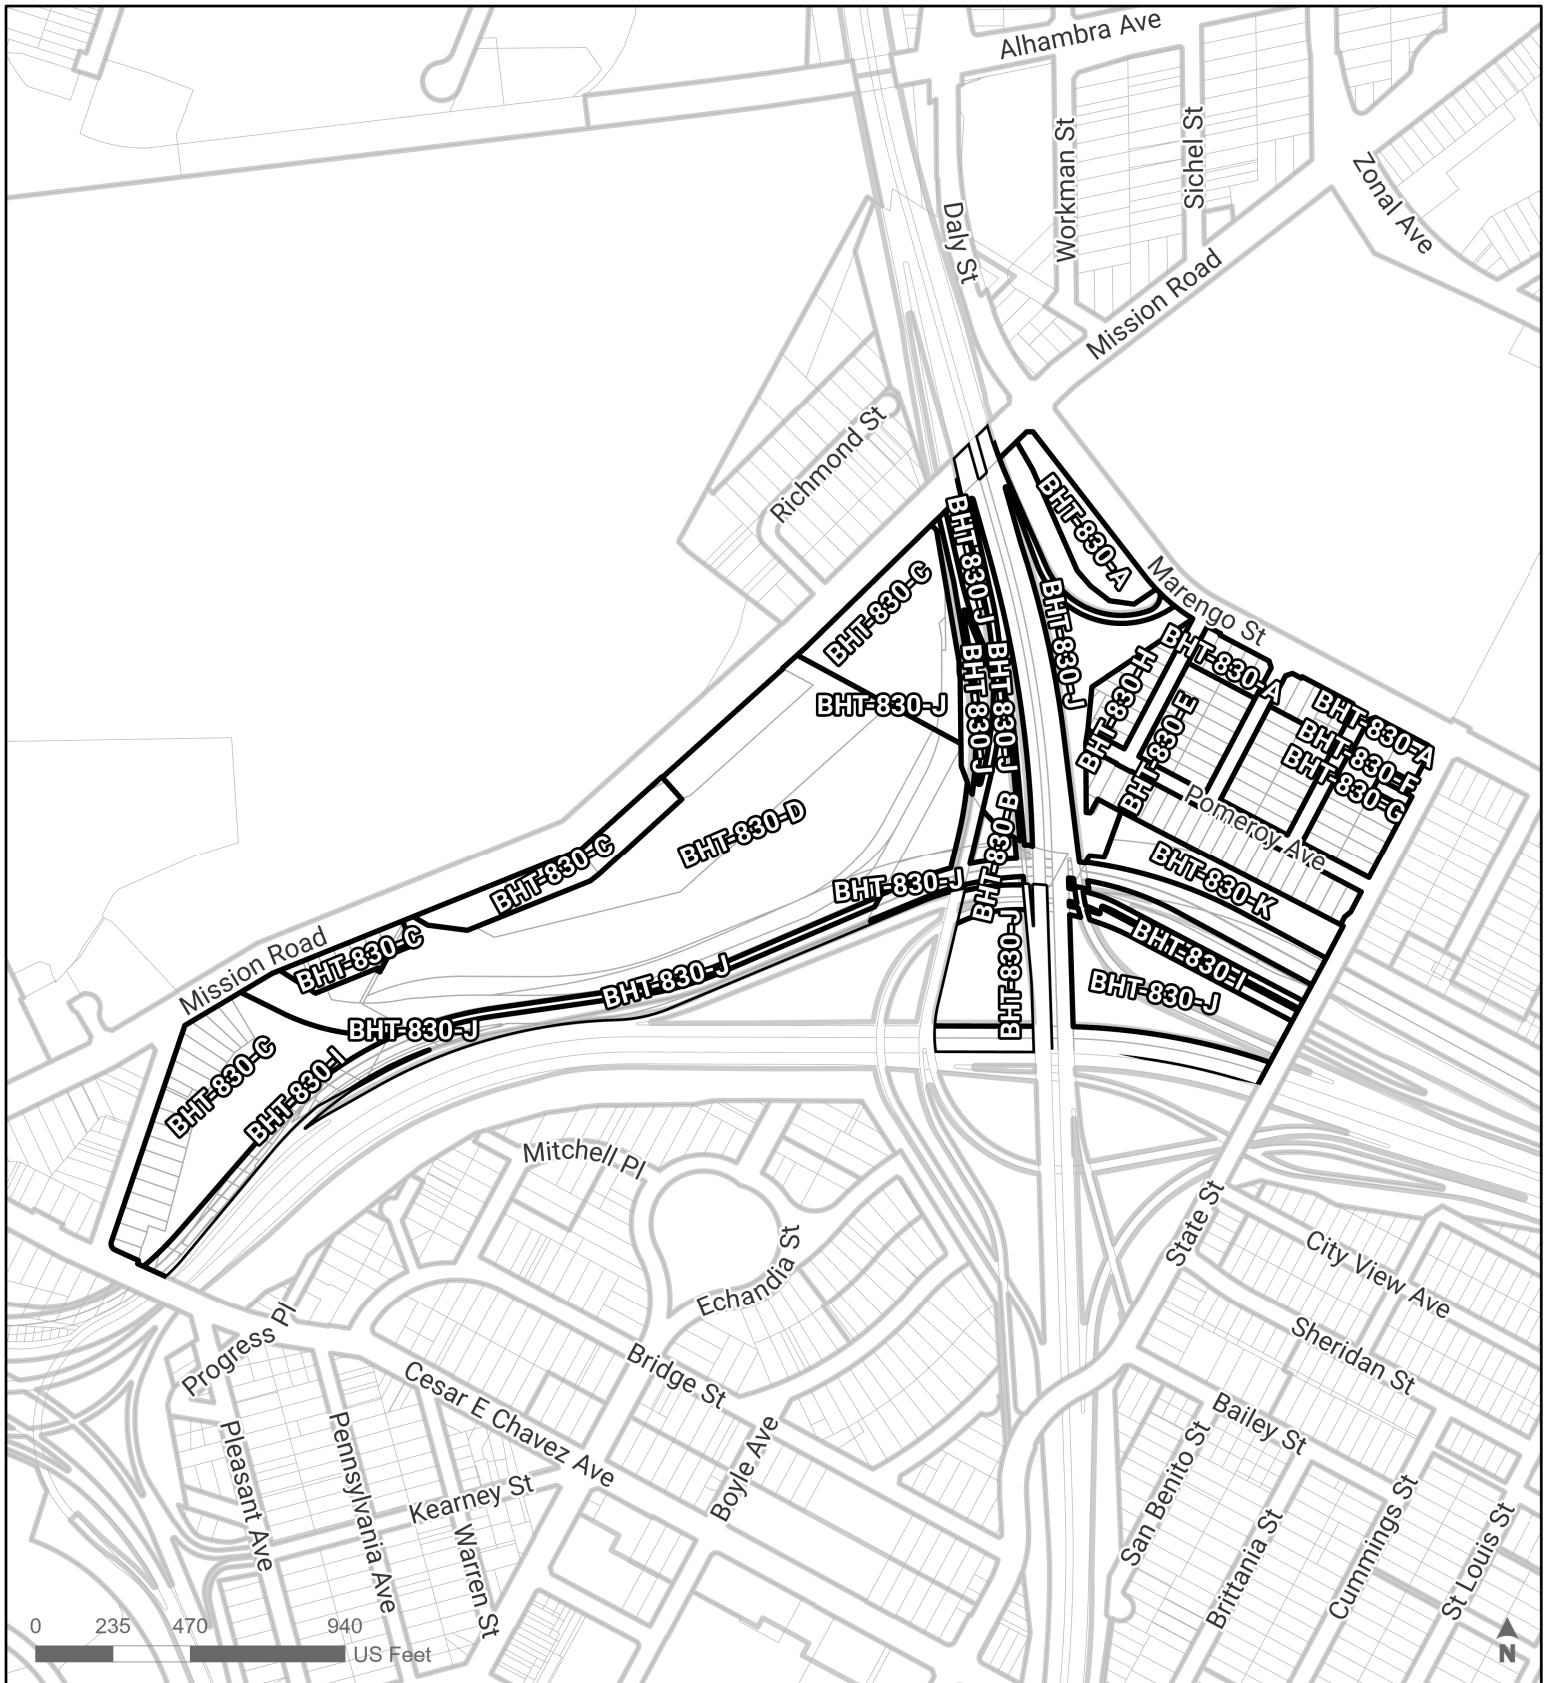 Alhambra Ave
Workman St
Sichel St
Zonal Ave
Daly St
Mission Road
Richmond St
BHT-830-A
Marengo St
BHT-830-J
BHT-830-C
BHT-830-J
BHT-830-H
BHT-830-A
BHT-830-E
BHT-830-J
BHT-830-J
BHT-830-J
BHT-830-A
BHT-830-F
BHT-830-G
Pomeroy Ave
BHT-830-D
BHT-830-B
BHT-830-C
BHT-830-J
BHT-830-K
BHT-830-C
Mission Road
BHT-830-J
BHT-830-J
BHT-830-I
BHT-830-J
BHT-830-J
BHT-830-C
BHT-830-I
Mitchell Pl
State St
Echandia St
City View Ave
Progress Pl
Bridge St
Sheridan St
Cesar E Chavez Ave
Boyle Ave
Bailey St
San Benito St
Pleasant Ave
Pennsylvania Ave
Kearney St
Warren St
Brittania St
Cummings St
St Louis St
0 235 470 940
US Feet
N